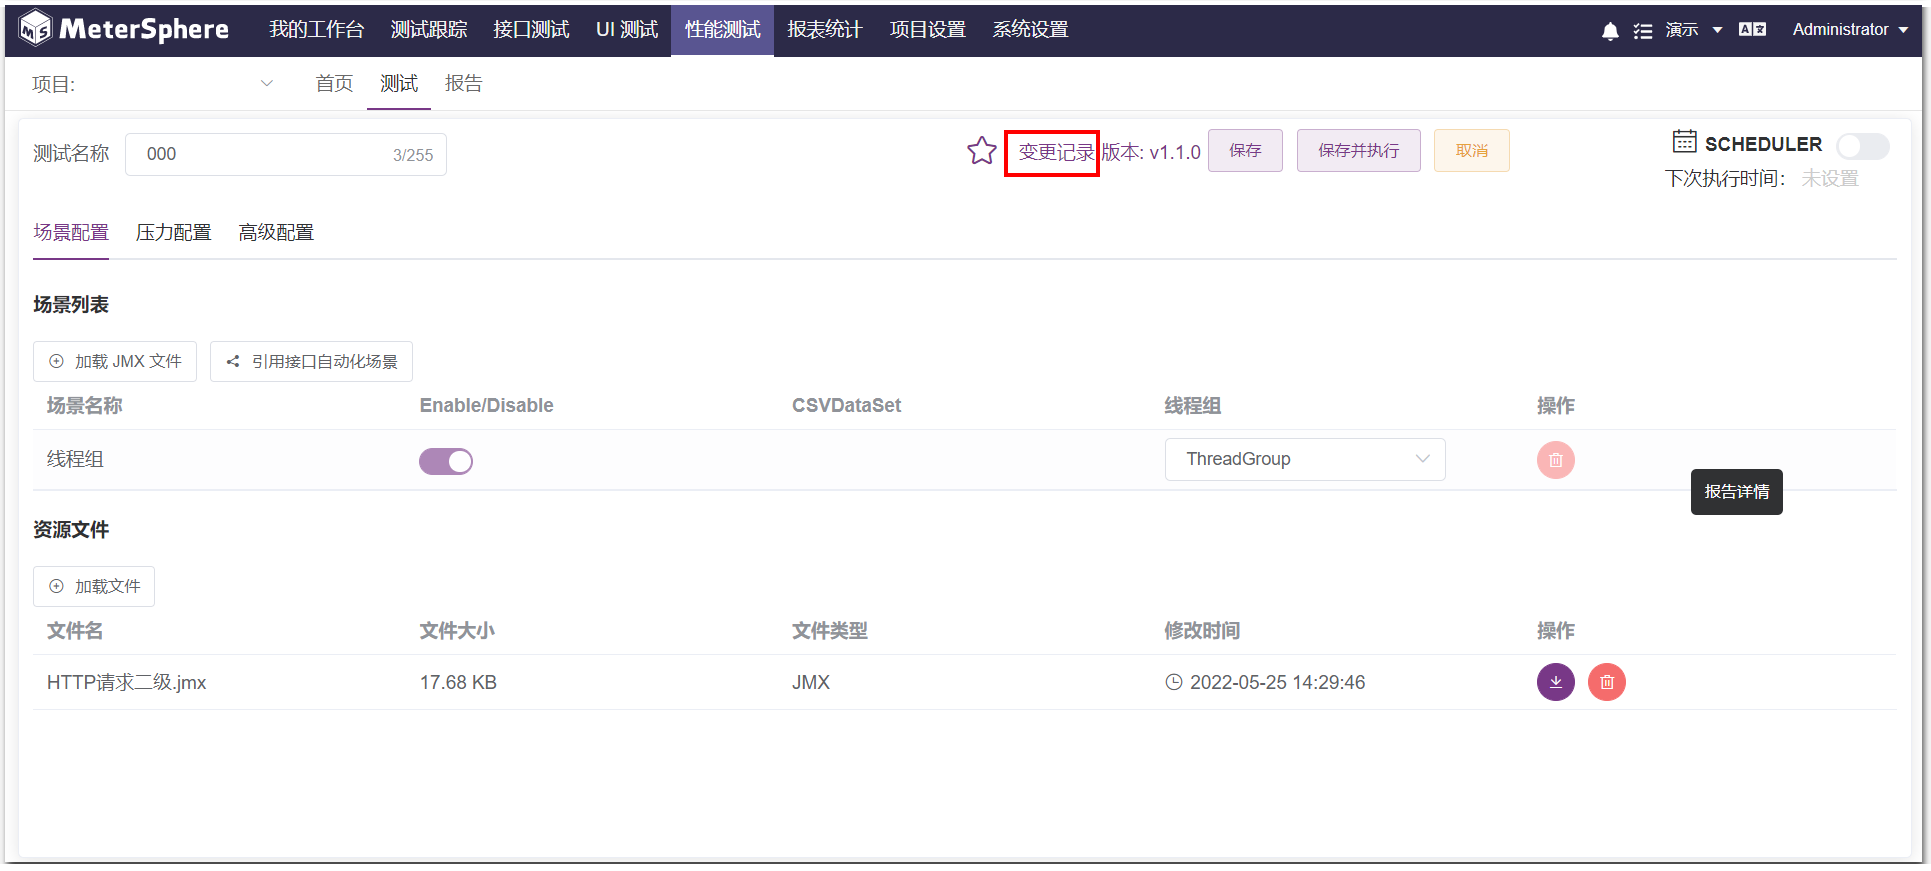 MeterSphere 我的工作台 测试跟踪 接口测试 UI 测试 性能测试 报表统计 项目设置 系统设置 演示 Administrator
项目: 首页 测试 报告
测试名称 000 3/255 变更记录 版本: v1.1.0 保存 保存并执行 取消 SCHEDULER
下次执行时间： 未设置
场景配置 压力配置 高级配置
场景列表
加载 JMX 文件 引用接口自动化场景
场景名称 Enable/Disable CSVDataSet 线程组 操作
线程组 ThreadGroup
报告详情
资源文件
加载文件
文件名 文件大小 文件类型 修改时间 操作
HTTP请求二级.jmx 17.68 KB JMX 2022-05-25 14:29:46